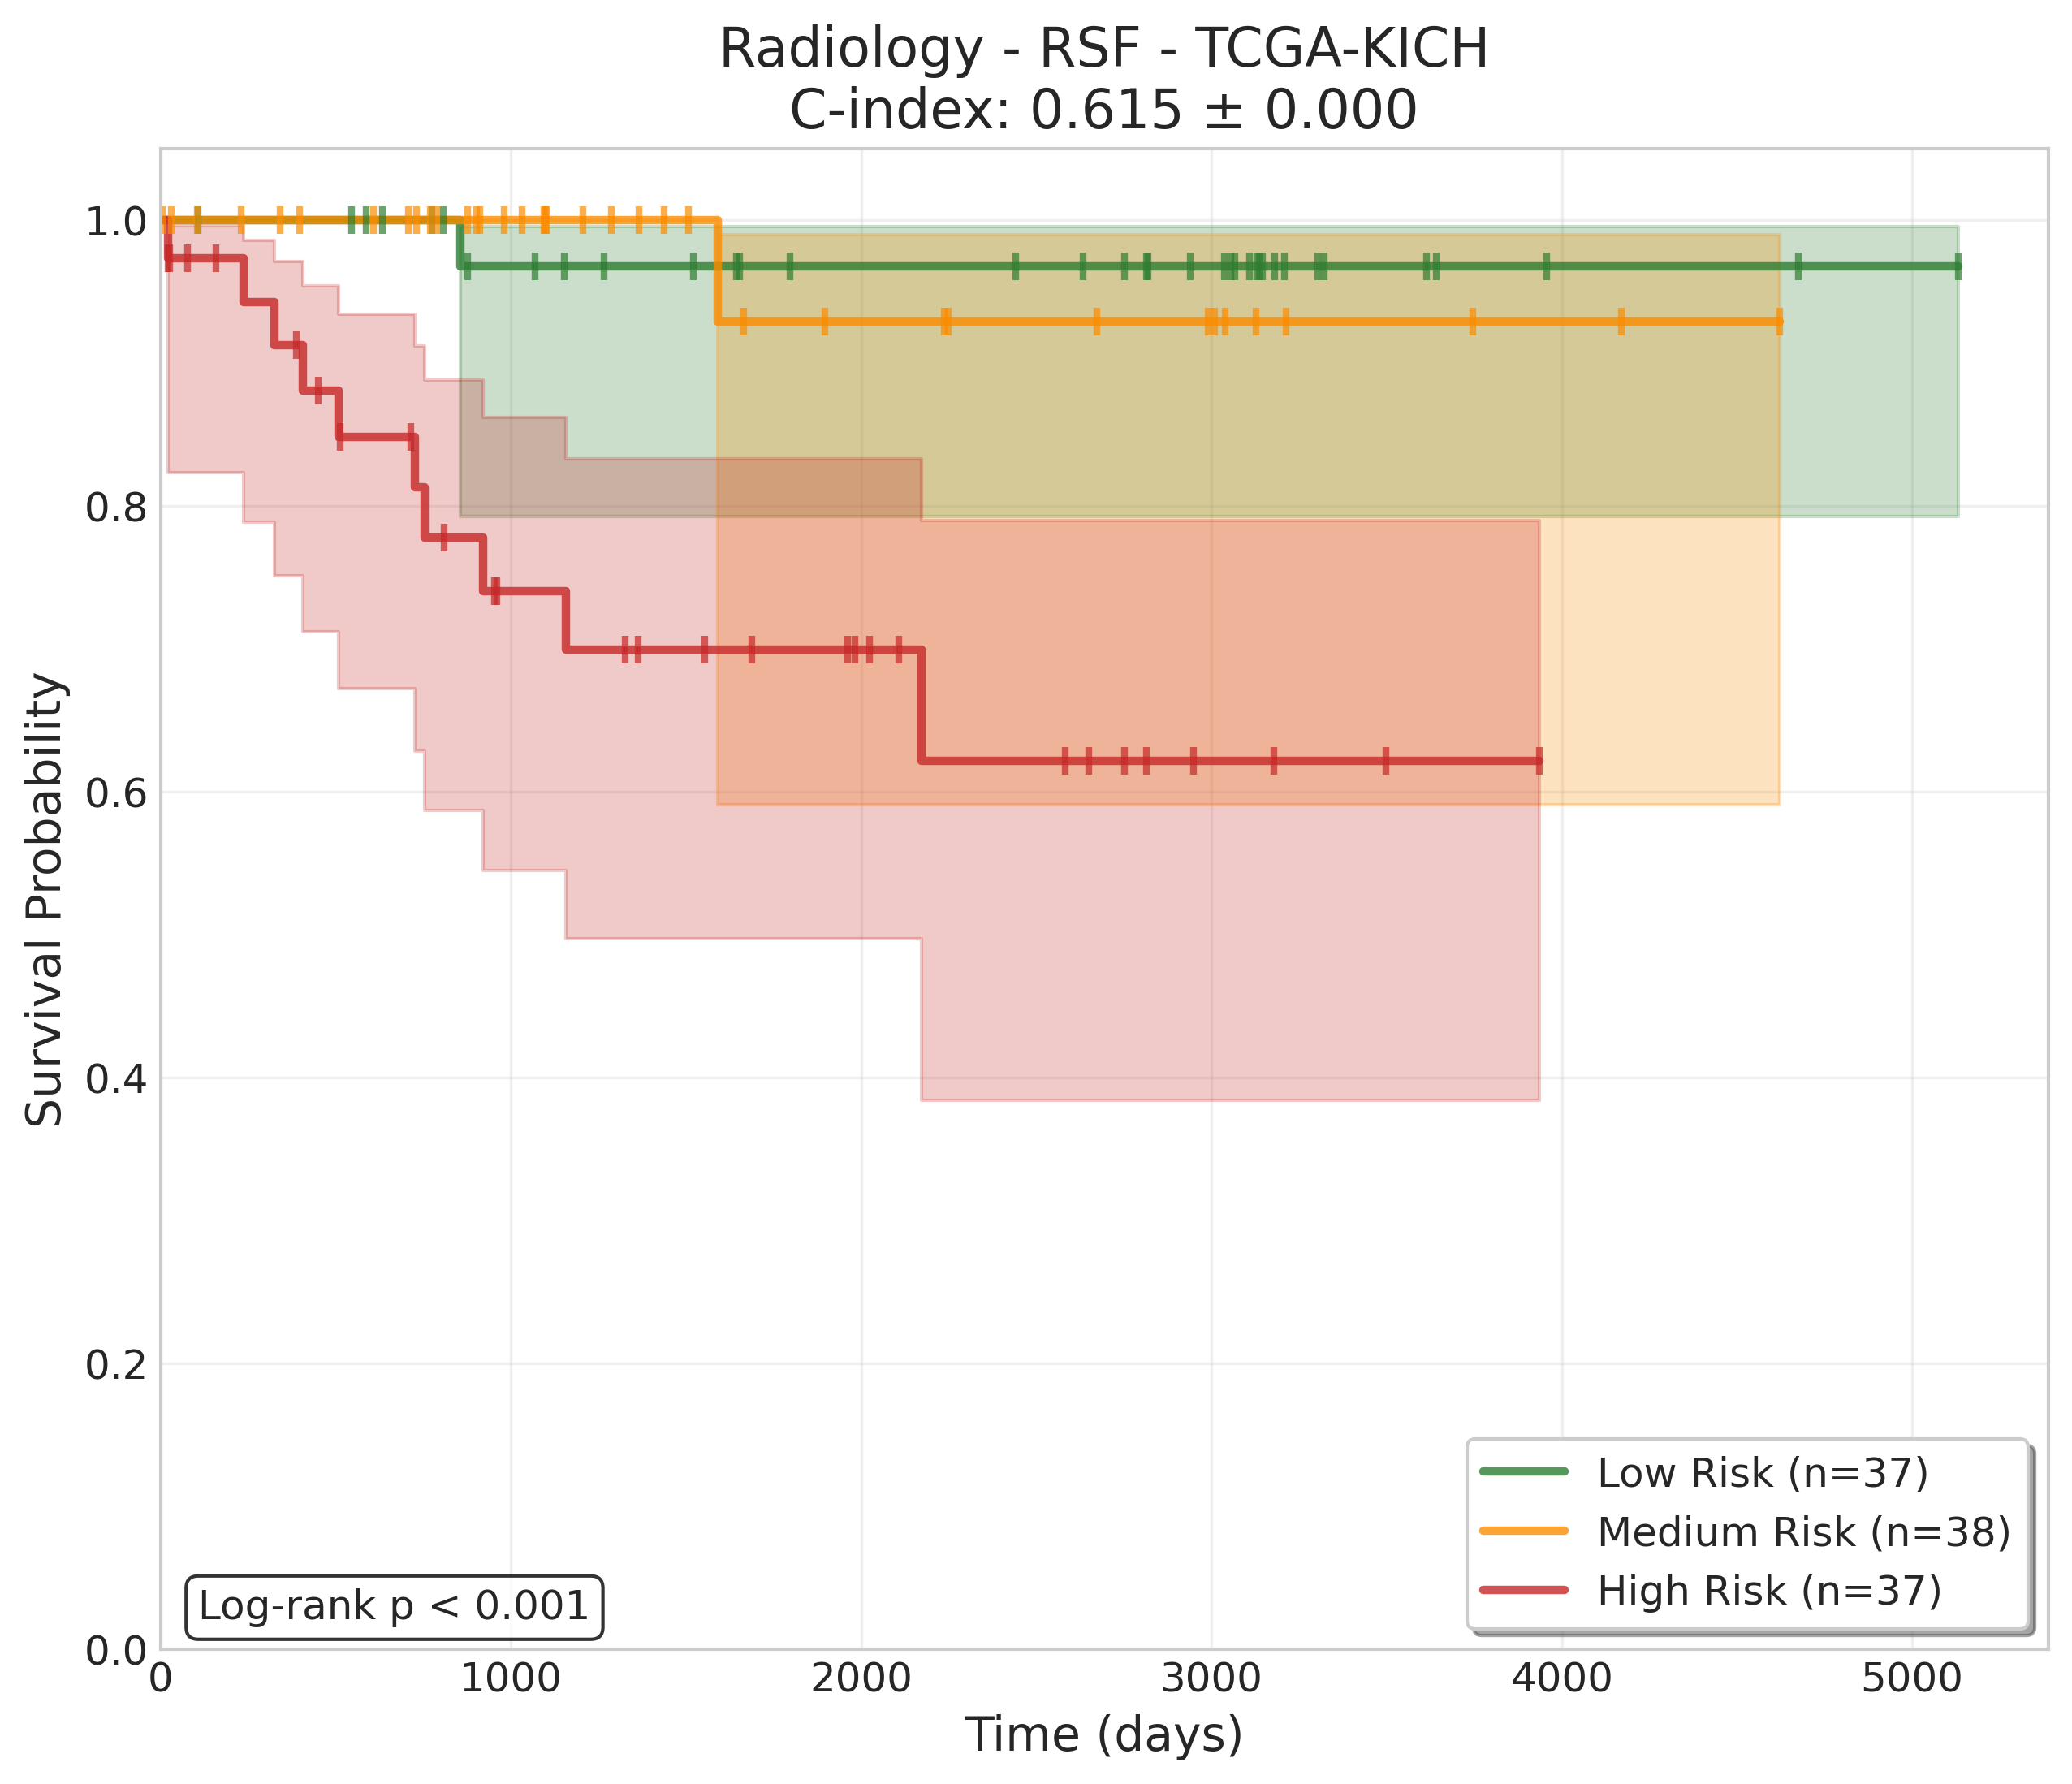 Radiology - RSF - TCGA-KICH
C-index: 0.615 ± 0.000
Survival Probability
1.0
0.8
0.6
0.4
0.2
0.0
Low Risk (n=37)
Medium Risk (n=38)
High Risk (n=37)
Log-rank p < 0.001
0 1000 2000 3000 4000 5000
Time (days)